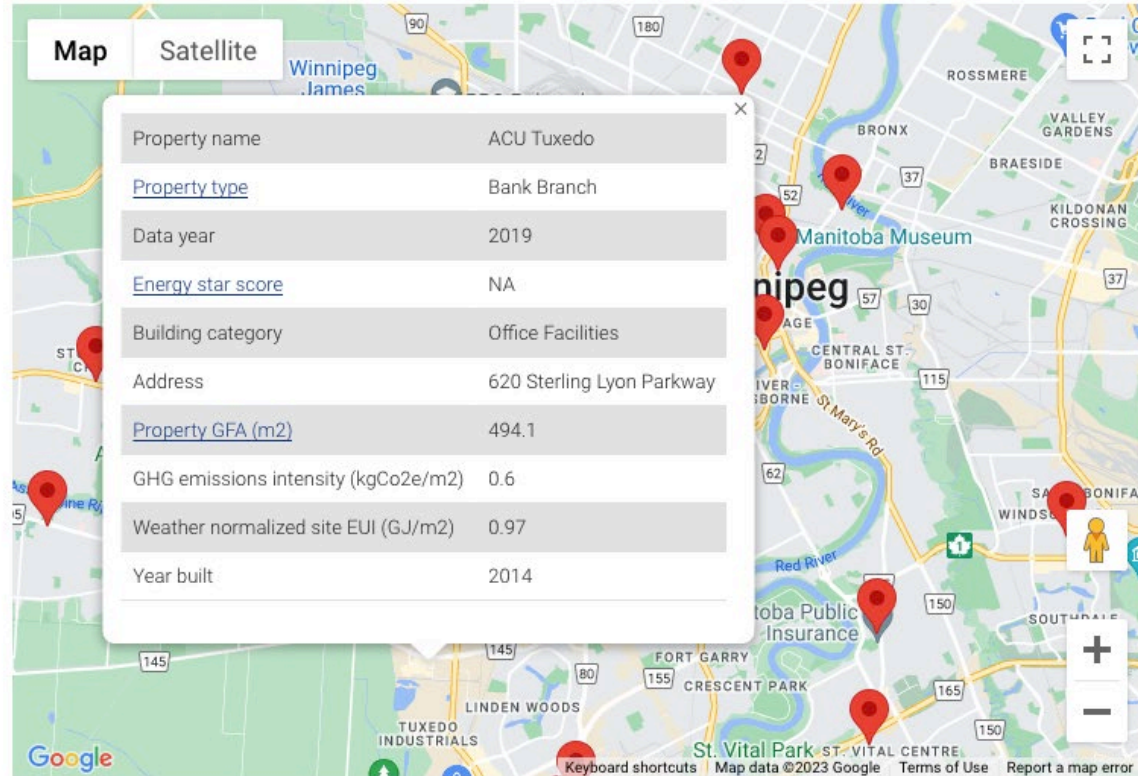 Map
Satellite
90
180
Winnipeg
James
ROSSMERE
VALLEY
GARDENS
BRONX
BRAESIDE
37
52
KILDONAN
CROSSING
Manitoba Museum
37
nipeg
57
30
AGE
CENTRAL ST.
BONIFACE
115
St Mary's Rd
Property name ACU Tuxedo
Property type Bank Branch
Data year 2019
Energy star score NA
Building category Office Facilities
Address 620 Sterling Lyon Parkway
Property GFA (m2) 494.1
GHG emissions intensity (kgCo2e/m2) 0.6
Weather normalized site EUI (GJ/m2) 0.97
Year built 2014
62
1
Red River
toba Public
Insurance
150
145
145
FORT GARRY
80
155
CRESCENT PARK
165
LINDEN WOODS
150
TUXEDO
INDUSTRIALS
St. Vital Park
ST. VITAL CENTRE
Google
Keyboard shortcuts
Map data ©2023 Google
Terms of Use
Report a map error